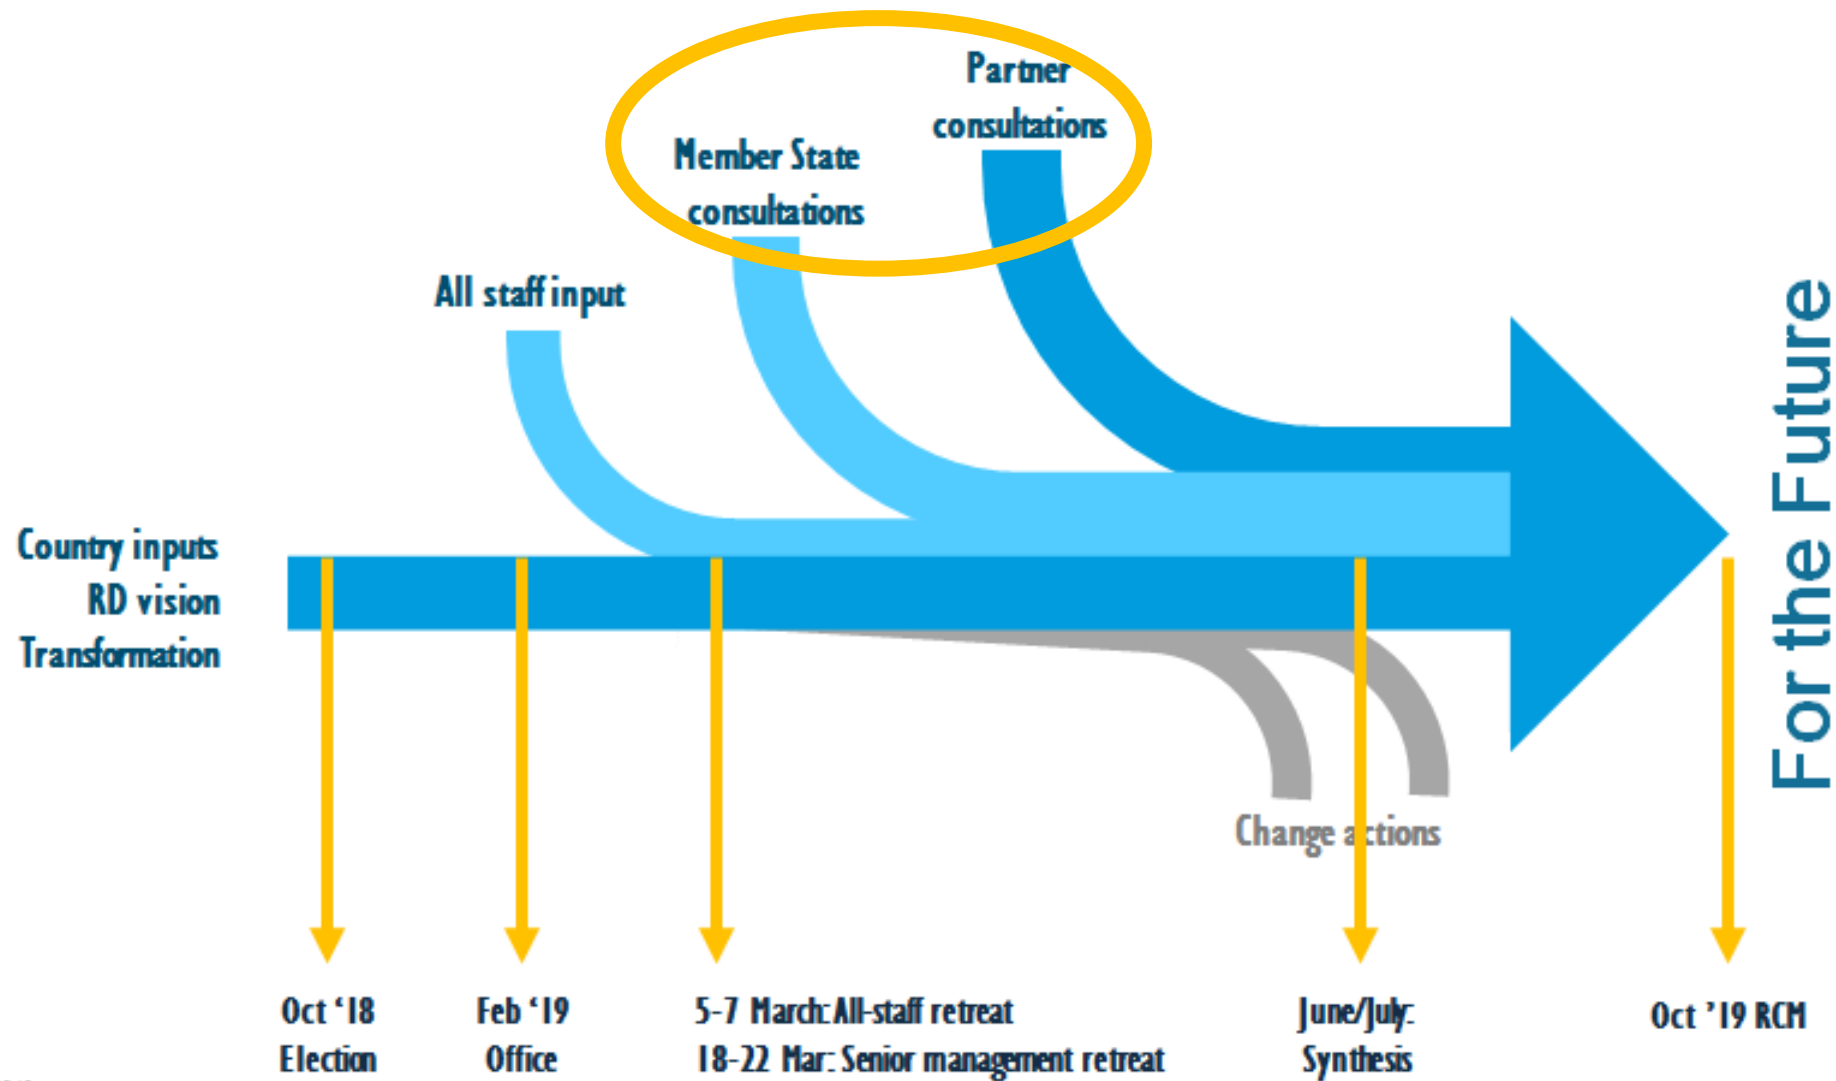 Partner
consultations
Member State
consultations
All staff input
Country inputs
RD vision
Transformation
For the Future
Change actions
Oct ‘18
Election
Feb ‘19
Office
5-7 March: All-staff retreat
18-22 Mar: Senior management retreat
June/July:
Synthesis
Oct ’19 RCM